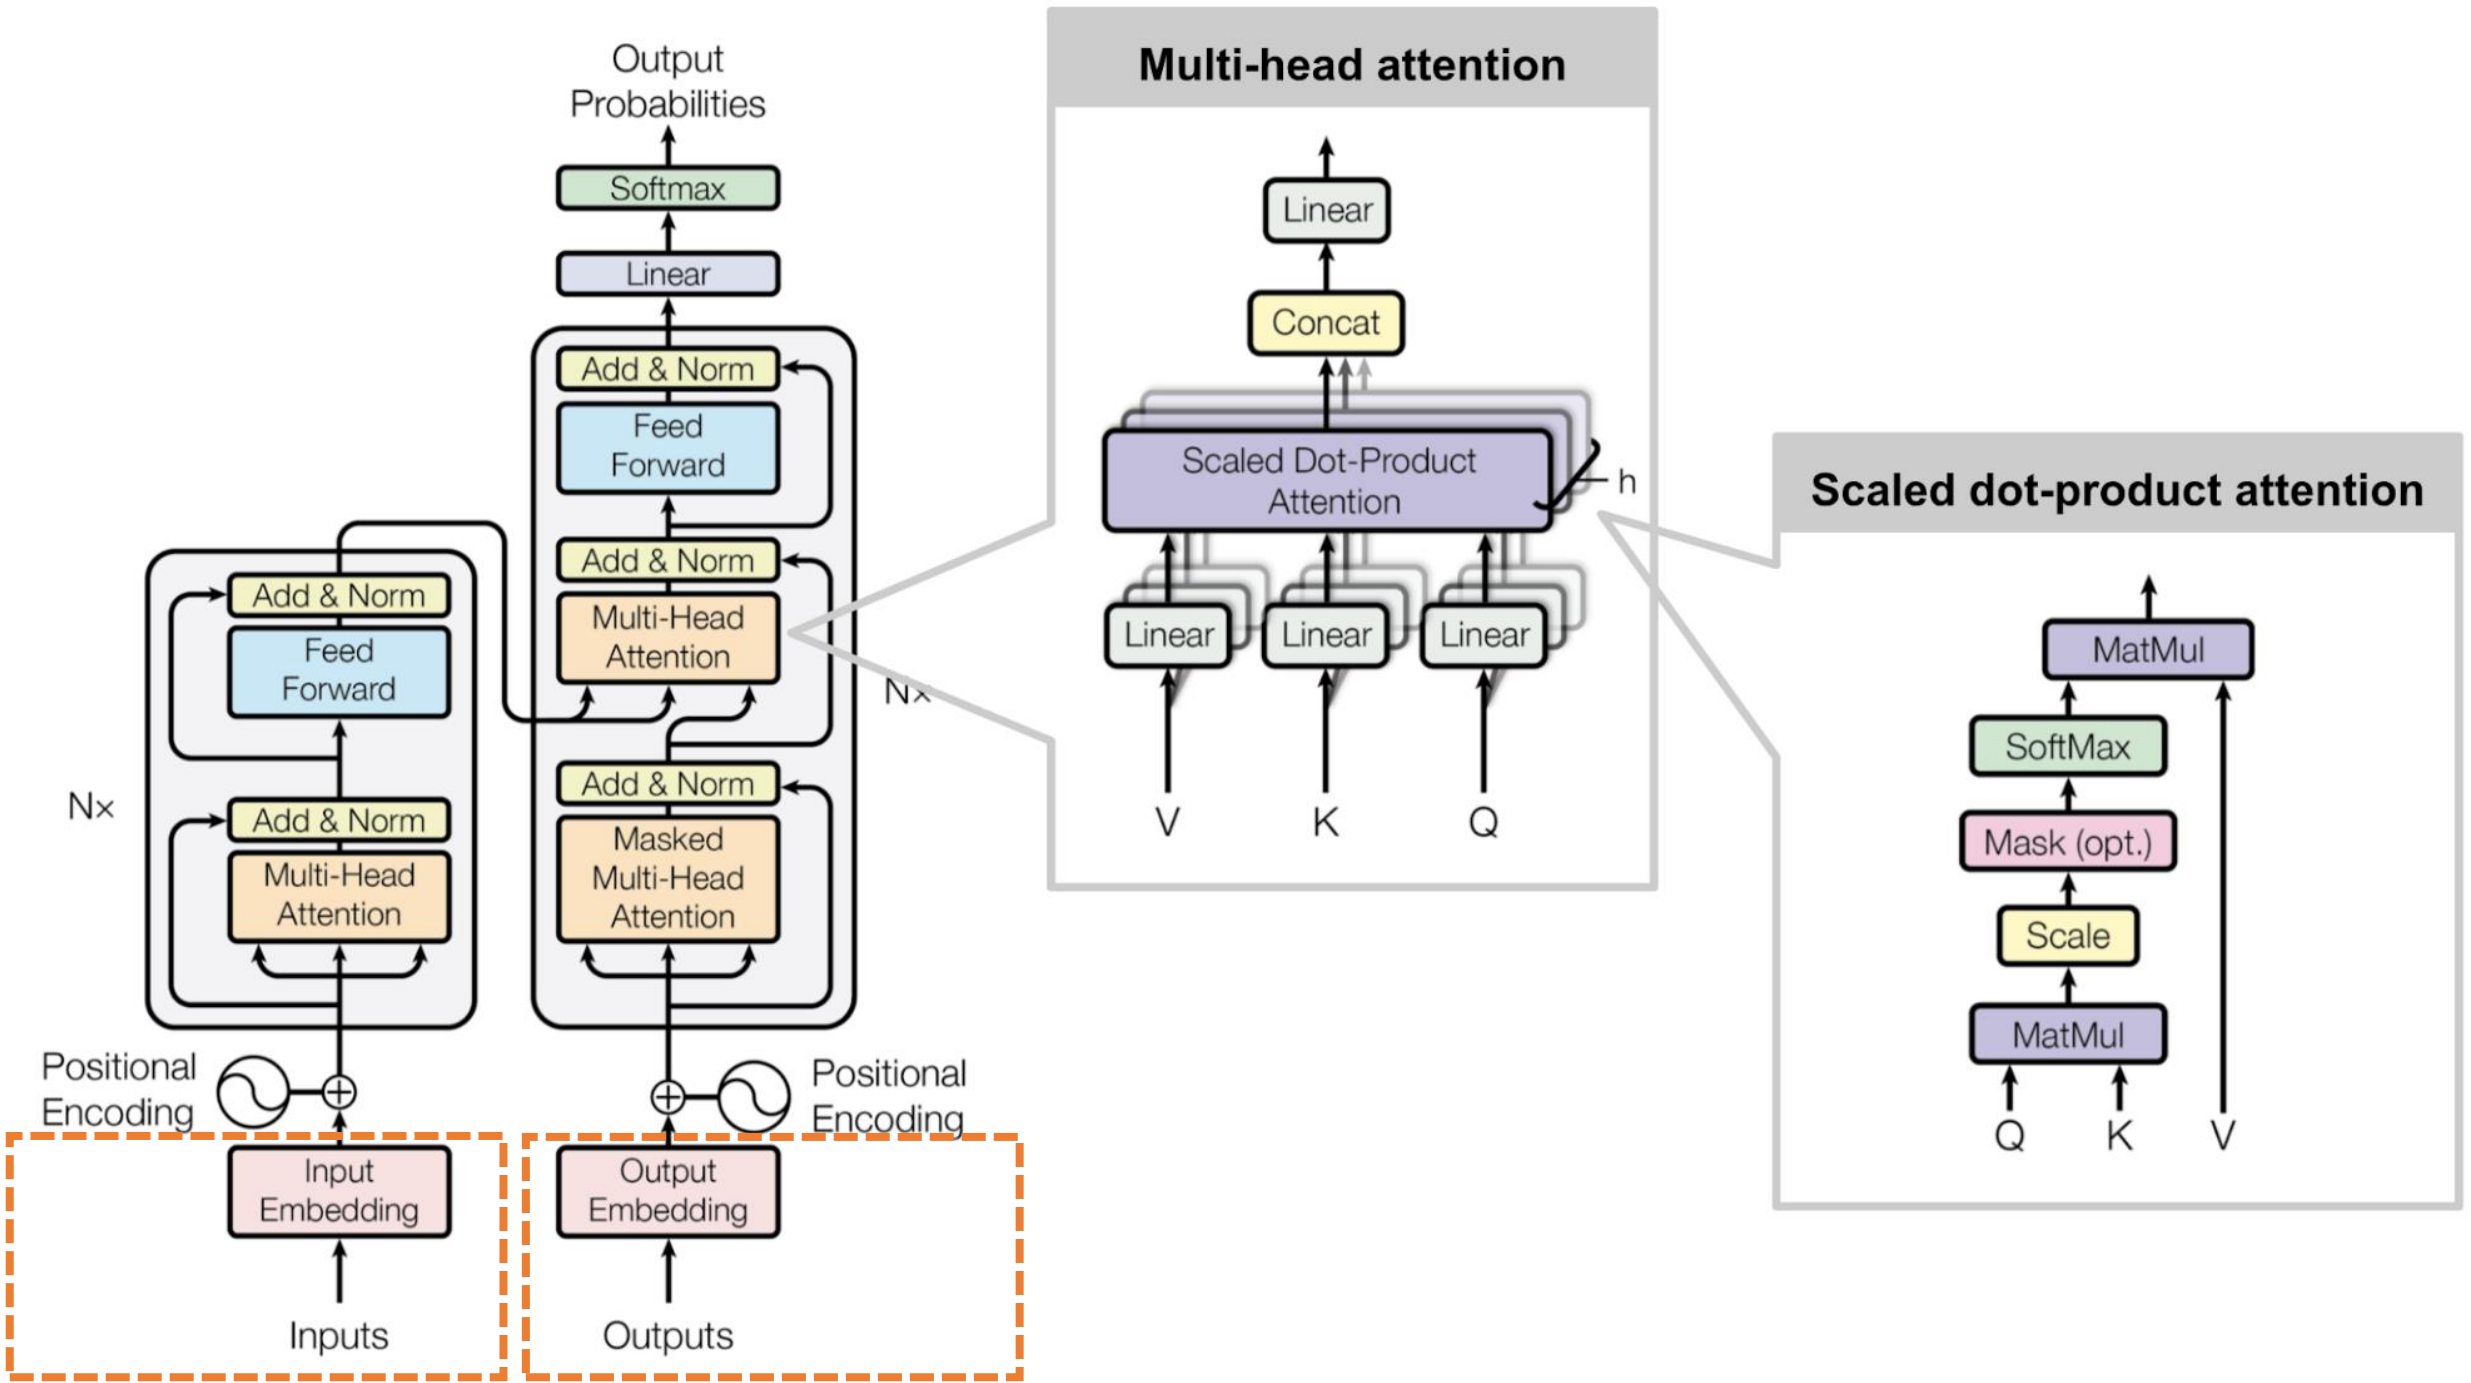 Output
Probabilities
Softmax
Linear
Add & Norm
Feed
Forward
Add & Norm
Multi-Head
Attention
Nx
Add & Norm
Masked
Multi-Head
Attention
Add & Norm
Feed
Forward
Nx
Add & Norm
Multi-Head
Attention
Positional
Encoding
Positional
Encoding
Input
Embedding
Output
Embedding
Inputs
Outputs
Multi-head attention
Linear
Concat
Scaled Dot-Product
Attention
h
Linear
Linear
Linear
V
K
Q
Scaled dot-product attention
MatMul
SoftMax
Mask (opt.)
Scale
MatMul
Q
K
V